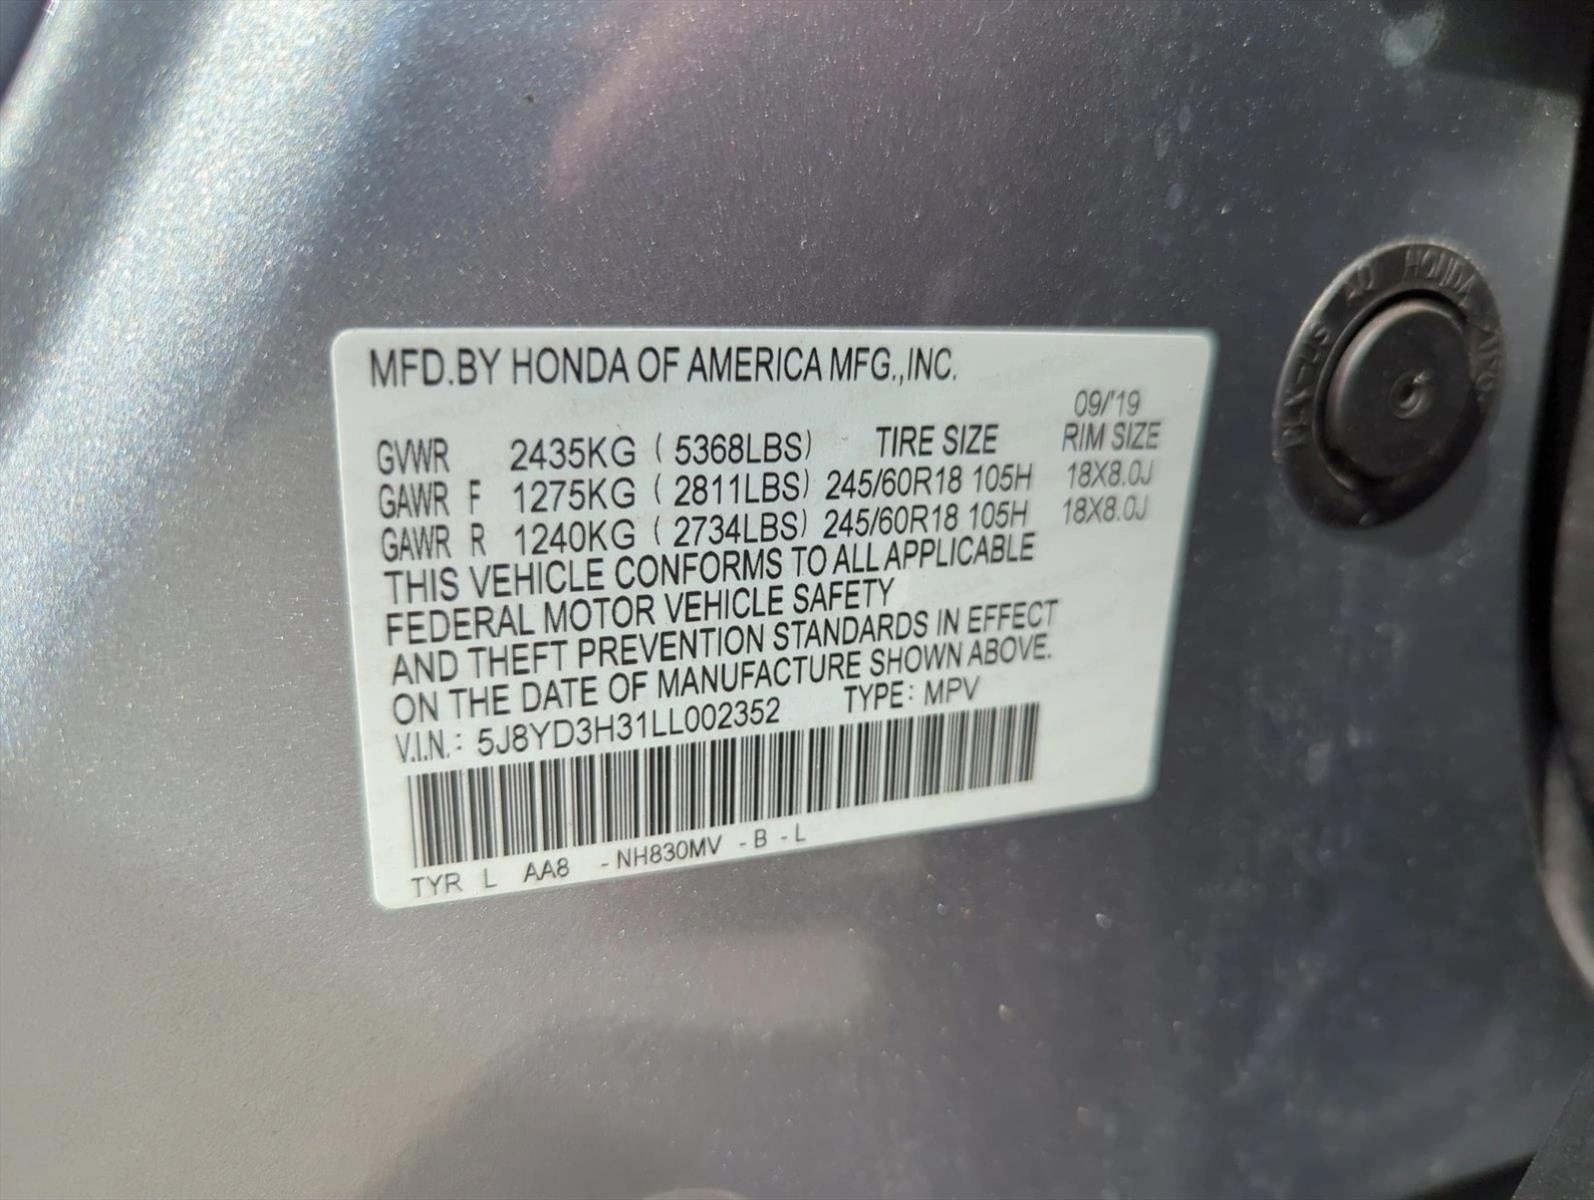 MFD.BY HONDA OF AMERICA MFG.,INC.
09/'19
GVWR 2435KG ( 5368LBS) TIRE SIZE RIM SIZE
GAWR F 1275KG ( 2811LBS) 245/60R18 105H 18X8.0J
GAWR R 1240KG ( 2734LBS) 245/60R18 105H 18X8.0J
THIS VEHICLE CONFORMS TO ALL APPLICABLE
FEDERAL MOTOR VEHICLE SAFETY
AND THEFT PREVENTION STANDARDS IN EFFECT
ON THE DATE OF MANUFACTURE SHOWN ABOVE.
V.I.N.: 5J8YD3H31LL002352 TYPE: MPV
TYR L AA8 -NH830MV -B -L
HONDA